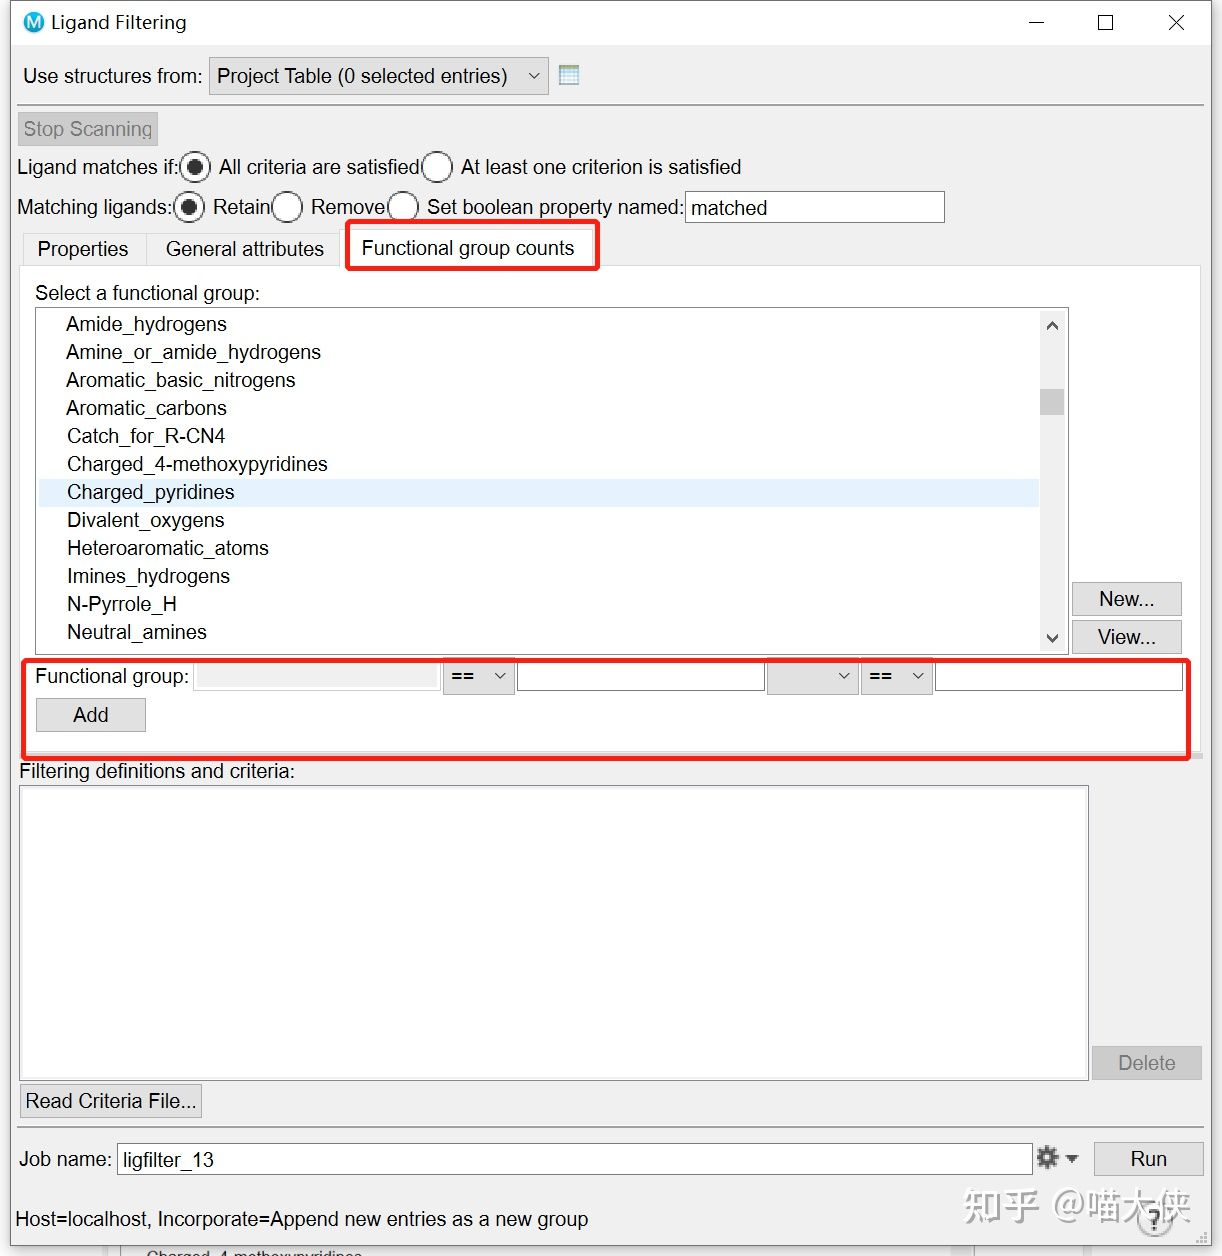 M Ligand Filtering
Use structures from: Project Table (0 selected entries)
Stop Scanning
Ligand matches if: All criteria are satisfied At least one criterion is satisfied
Matching ligands: Retain Remove Set boolean property named: matched
Properties General attributes Functional group counts
Select a functional group:
Amide_hydrogens
Amine_or_amide_hydrogens
Aromatic_basic_nitrogens
Aromatic_carbons
Catch_for_R-CN4
Charged_4-methoxypyridines
Charged_pyridines
Divalent_oxygens
Heteroaromatic_atoms
Imines_hydrogens
N-Pyrrole_H
Neutral_amines
New...
View...
Functional group: == ==
Add
Filtering definitions and criteria:
Delete
Read Criteria File...
Job name: ligfilter_13 Run
知乎 @喵大侠
Host=localhost, Incorporate=Append new entries as a new group ?
Charged_4-methoxypyridines